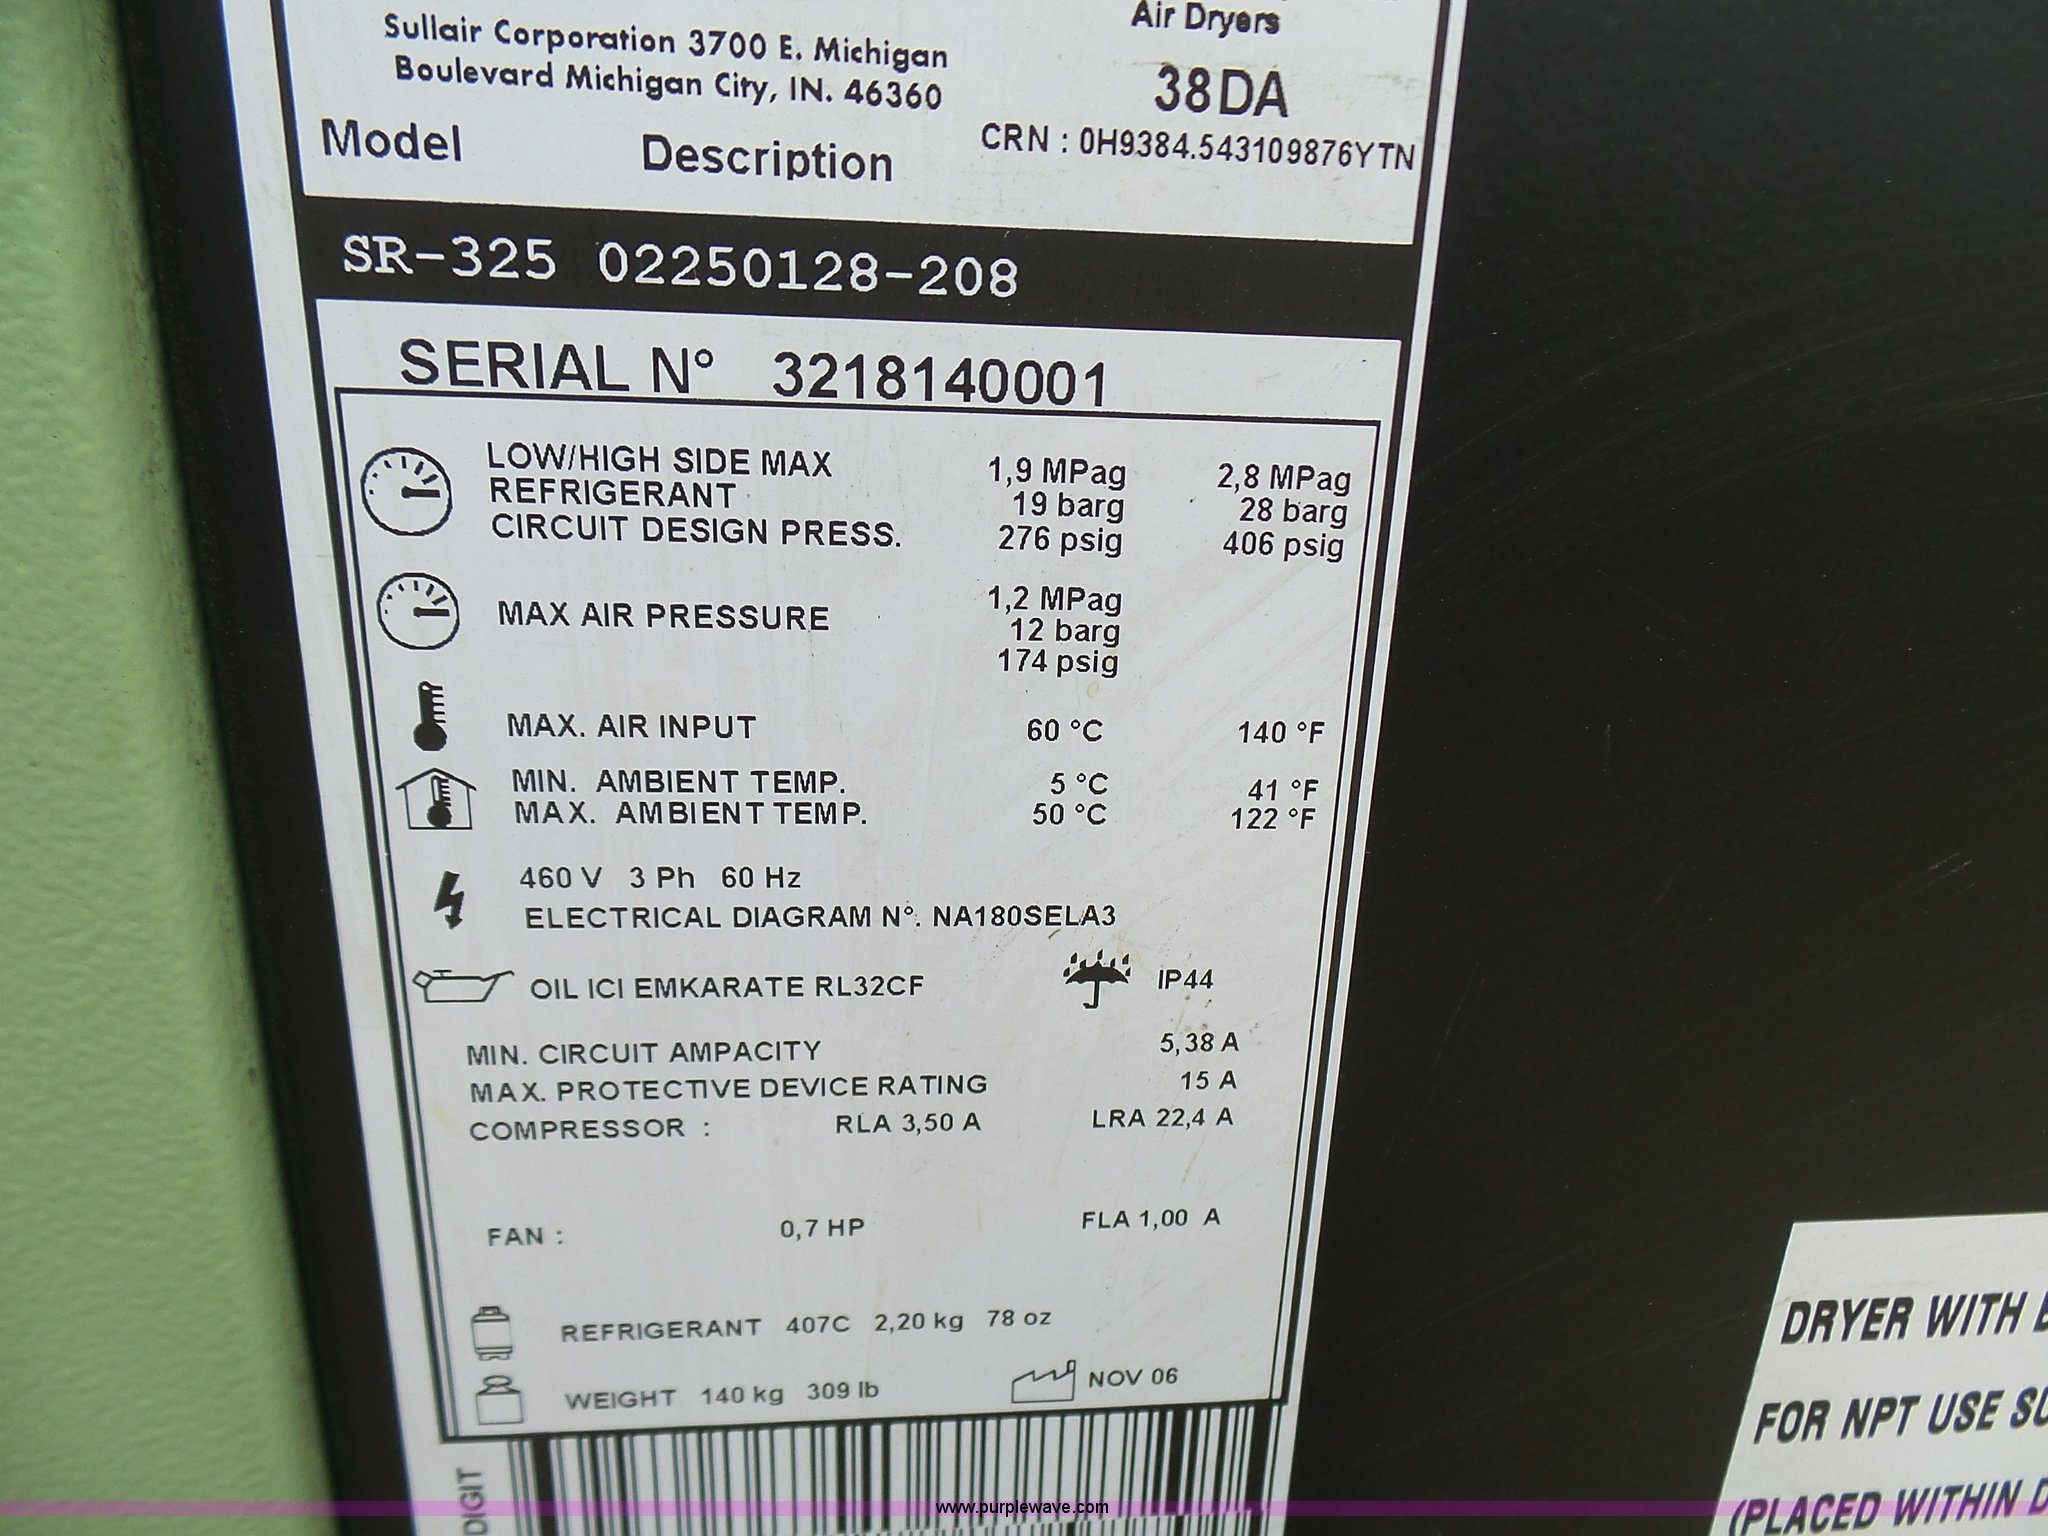 Sullair Corporation 3700 E. Michigan
Boulevard Michigan City, IN. 46360
Air Dryers
38DA
CRN : 0H9384.543109876YTN
Model Description
SR-325 02250128-208
SERIAL N° 3218140001
LOW/HIGH SIDE MAX 1,9 MPag 2,8 MPag
REFRIGERANT 19 barg 28 barg
CIRCUIT DESIGN PRESS. 276 psig 406 psig
1,2 MPag
MAX AIR PRESSURE 12 barg
174 psig
MAX. AIR INPUT 60 °C 140 °F
MIN. AMBIENT TEMP. 5 °C 41 °F
MAX. AMBIENT TEMP. 50 °C 122 °F
460 V 3 Ph 60 Hz
ELECTRICAL DIAGRAM N°. NA180SELA3
OIL ICI EMKARATE RL32CF IP44
MIN. CIRCUIT AMPACITY 5,38 A
MAX. PROTECTIVE DEVICE RATING 15 A
COMPRESSOR : RLA 3,50 A LRA 22,4 A
FAN : 0,7 HP FLA 1,00 A
REFRIGERANT 407C 2,20 kg 78 oz
WEIGHT 140 kg 309 lb NOV 06
DIGIT
DRYER WITH
FOR NPT USE
(PLACED WITHIN
www.purplewave.com